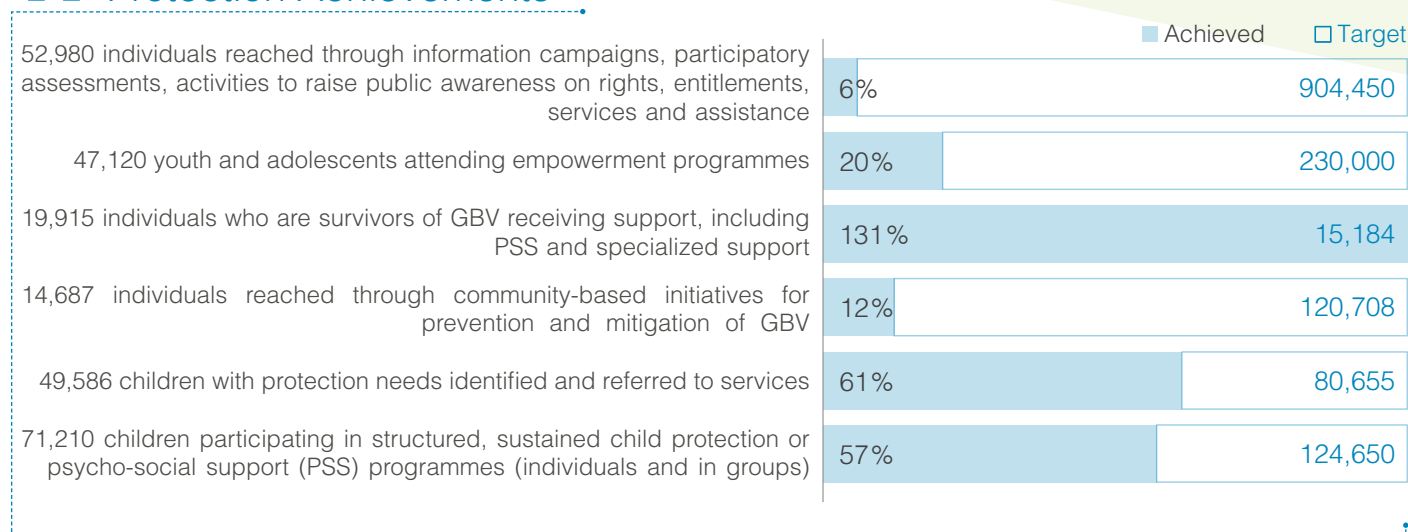 Protection Achievements
Achieved
Target
52,980 individuals reached through information campaigns, participatory
assessments, activities to raise public awareness on rights, entitlements,
services and assistance
6%
904,450
47,120 youth and adolescents attending empowerment programmes
20%
230,000
19,915 individuals who are survivors of GBV receiving support, including
PSS and specialized support
131%
15,184
14,687 individuals reached through community-based initiatives for
prevention and mitigation of GBV
12%
120,708
49,586 children with protection needs identified and referred to services
61%
80,655
71,210 children participating in structured, sustained child protection or
psycho-social support (PSS) programmes (individuals and in groups)
57%
124,650